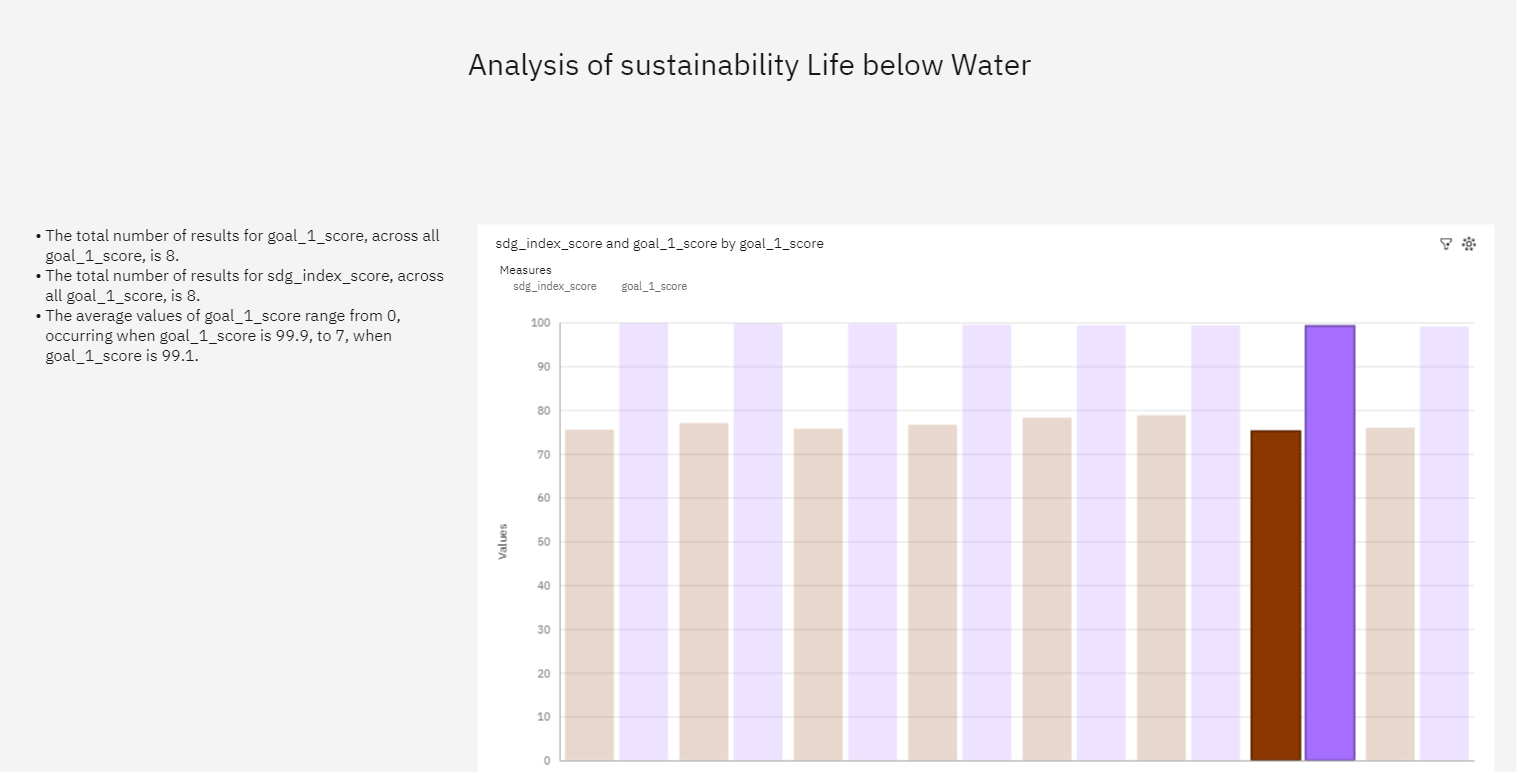 Analysis of sustainability Life below Water
• The total number of results for goal_1_score, across all
goal_1_score, is 8.
• The total number of results for sdg_index_score, across
all goal_1_score, is 8.
• The average values of goal_1_score range from 0,
occurring when goal_1_score is 99.9, to 7, when
goal_1_score is 99.1.
sdg_index_score and goal_1_score by goal_1_score
Measures
sdg_index_score goal_1_score
Values
100
90
80
70
60
50
40
30
20
10
0